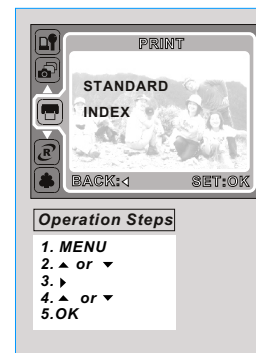 PRINT
STANDARD
INDEX
R
BACK:◁ SET:OK
Operation Steps
1. MENU
2. ▲ or ▼
3. ▶
4. ▲ or ▼
5.OK